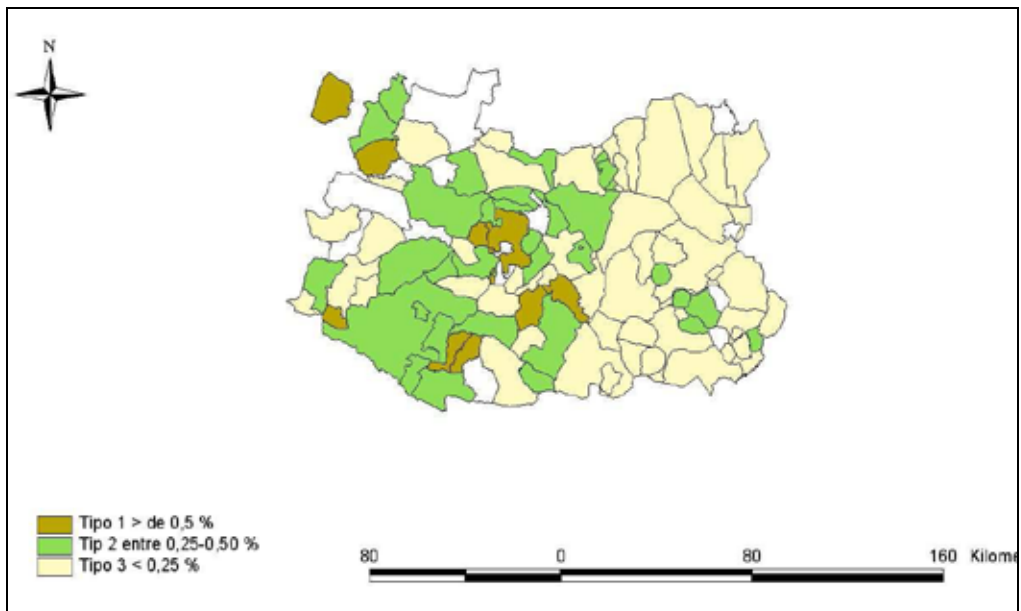 N
Tipo 1 > de 0,5 %
Tip 2 entre 0,25-0,50 %
Tipo 3 < 0,25 %
80 0 80 160 Kilome